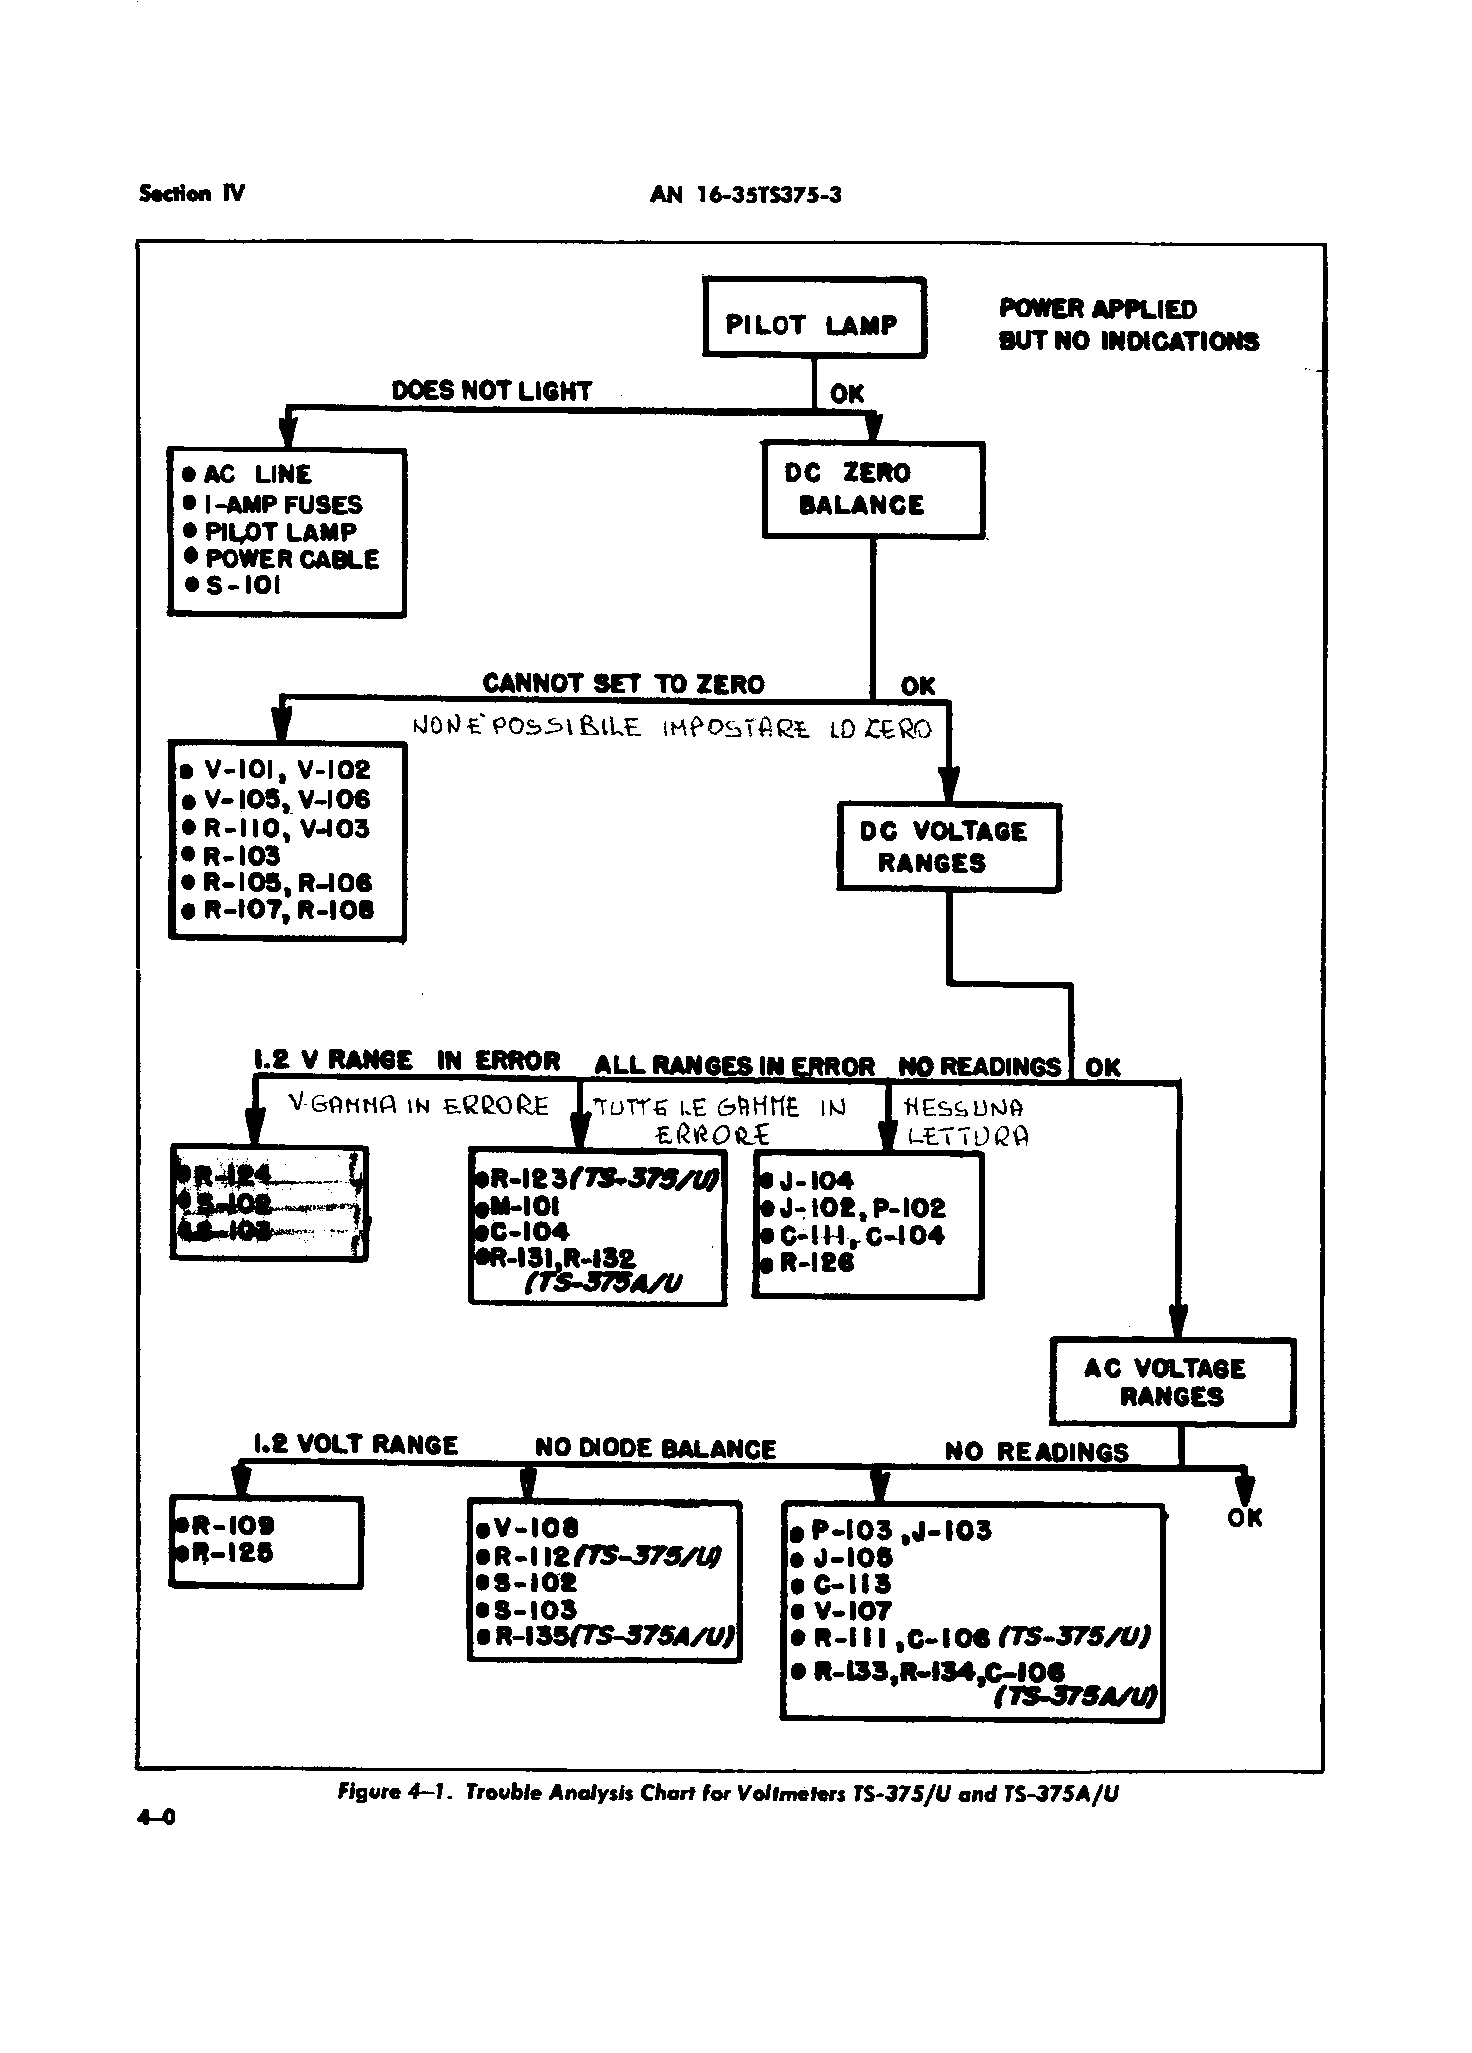 Section IV
AN 16-35TS375-3
PILOT LAMP
POWER APPLIED
BUT NO INDICATIONS
DOES NOT LIGHT
OK
• AC LINE
• 1-AMP FUSES
• PILOT LAMP
• POWER CABLE
• S-101
DC ZERO
BALANCE
CANNOT SET TO ZERO
OK
NON E' POSSIBILE IMPOSTARE LO ZERO
• V-101, V-102
• V-105, V-106
• R-110, V-103
• R-103
• R-105, R-106
• R-107, R-108
DC VOLTAGE
RANGES
1.2 V RANGE IN ERROR
ALL RANGES IN ERROR
NO READINGS
OK
V-GAMMA IN ERRORE
TUTTE LE GAMME IN
ERRORE
NESSUNA
LETTURA
• R-124
• S-102
• S-103
• R-123 (TS-375/U)
• M-101
• C-104
• R-131, R-132
(TS-375A/U
• J-104
• J-102, P-102
• C-111, C-104
• R-126
AC VOLTAGE
RANGES
1.2 VOLT RANGE
NO DIODE BALANCE
NO READINGS
OK
• R-109
• R-125
• V-108
• R-112 (TS-375/U)
• S-102
• S-103
• R-135 (TS-375A/U)
• P-103, J-103
• J-105
• C-113
• V-107
• R-111, C-106 (TS-375/U)
• R-133, R-134, C-106
(TS-375A/U)
Figure 4-1. Trouble Analysis Chart for Voltmeters TS-375/U and TS-375A/U
4-0